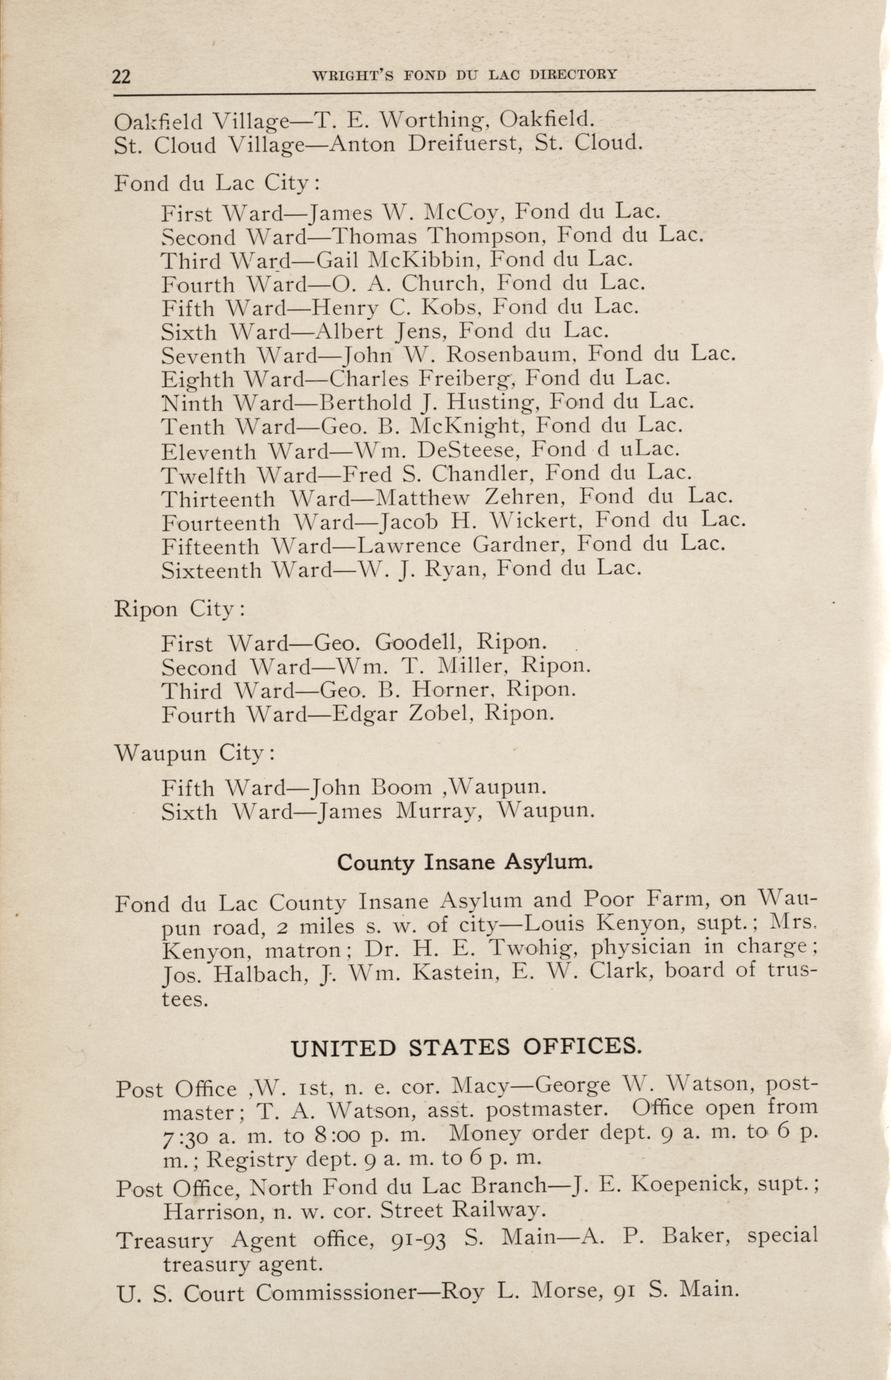 22 WRIGHT'S FOND DU LAC DIRECTORY
Oakfield Village—T. E. Worthing, Oakfield.
St. Cloud Village—Anton Dreifuerst, St. Cloud.
Fond du Lac City:
First Ward—James W. McCoy, Fond du Lac.
Second Ward—Thomas Thompson, Fond du Lac.
Third Ward—Gail McKibbin, Fond du Lac.
Fourth Ward—O. A. Church, Fond du Lac.
Fifth Ward—Henry C. Kobs, Fond du Lac.
Sixth Ward—Albert Jens, Fond du Lac.
Seventh Ward—John W. Rosenbaum, Fond du Lac.
Eighth Ward—Charles Freiberg, Fond du Lac.
Ninth Ward—Berthold J. Husting, Fond du Lac.
Tenth Ward—Geo. B. McKnight, Fond du Lac.
Eleventh Ward—Wm. DeSteese, Fond d uLac.
Twelfth Ward—Fred S. Chandler, Fond du Lac.
Thirteenth Ward—Matthew Zehren, Fond du Lac.
Fourteenth Ward—Jacob H. Wickert, Fond du Lac.
Fifteenth Ward—Lawrence Gardner, Fond du Lac.
Sixteenth Ward—W. J. Ryan, Fond du Lac.
Ripon City:
First Ward—Geo. Goodell, Ripon.
Second Ward—Wm. T. Miller, Ripon.
Third Ward—Geo. B. Horner, Ripon.
Fourth Ward—Edgar Zobel, Ripon.
Waupun City:
Fifth Ward—John Boom ,Waupun.
Sixth Ward—James Murray, Waupun.
County Insane Asylum.
Fond du Lac County Insane Asylum and Poor Farm, on Wau-
pun road, 2 miles s. w. of city—Louis Kenyon, supt.; Mrs.
Kenyon, matron; Dr. H. E. Twohig, physician in charge;
Jos. Halbach, J. Wm. Kastein, E. W. Clark, board of trus-
tees.
UNITED STATES OFFICES.
Post Office ,W. 1st, n. e. cor. Macy—George W. Watson, post-
master; T. A. Watson, asst. postmaster. Office open from
7:30 a. m. to 8:00 p. m. Money order dept. 9 a. m. to 6 p.
m.; Registry dept. 9 a. m. to 6 p. m.
Post Office, North Fond du Lac Branch—J. E. Koepenick, supt.;
Harrison, n. w. cor. Street Railway.
Treasury Agent office, 91-93 S. Main—A. P. Baker, special
treasury agent.
U. S. Court Commisssioner—Roy L. Morse, 91 S. Main.